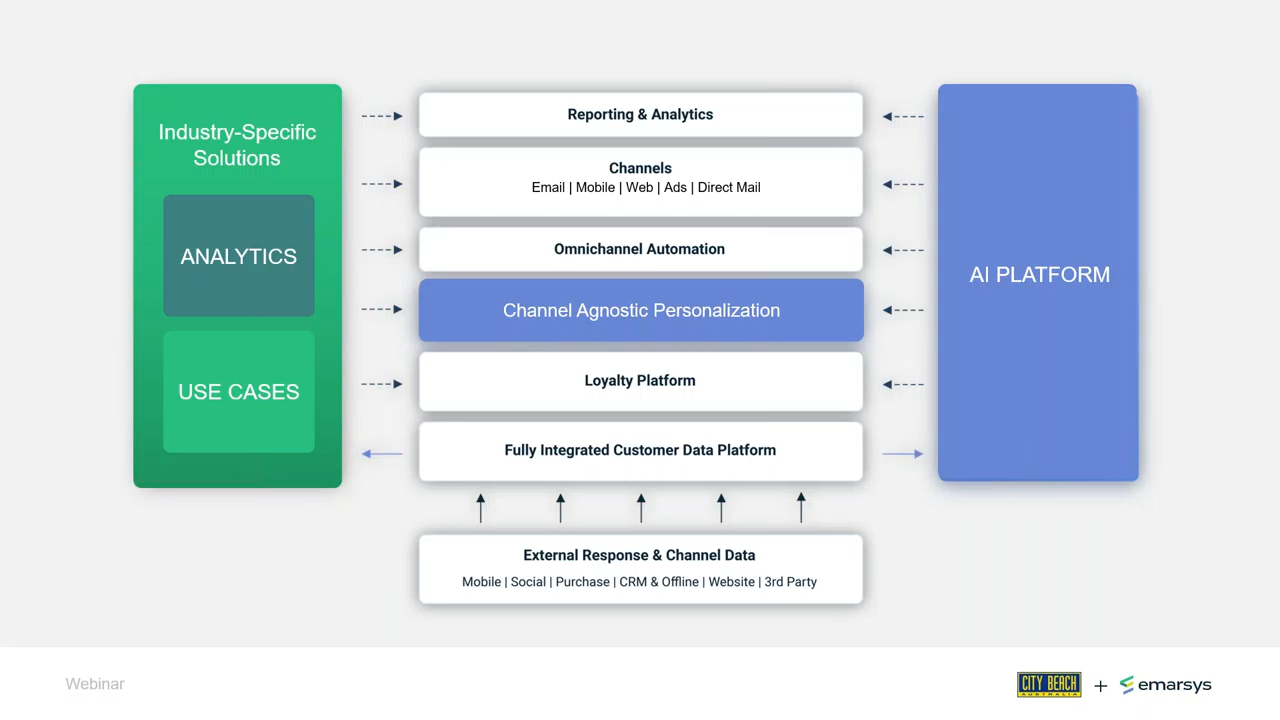 Industry-Specific
Solutions
ANALYTICS
USE CASES
Reporting & Analytics
Channels
Email | Mobile | Web | Ads | Direct Mail
Omnichannel Automation
Channel Agnostic Personalization
Loyalty Platform
Fully Integrated Customer Data Platform
External Response & Channel Data
Mobile | Social | Purchase | CRM & Offline | Website | 3rd Party
AI PLATFORM
Webinar
CITY BEACH
AUSTRALIA
+
emarsys